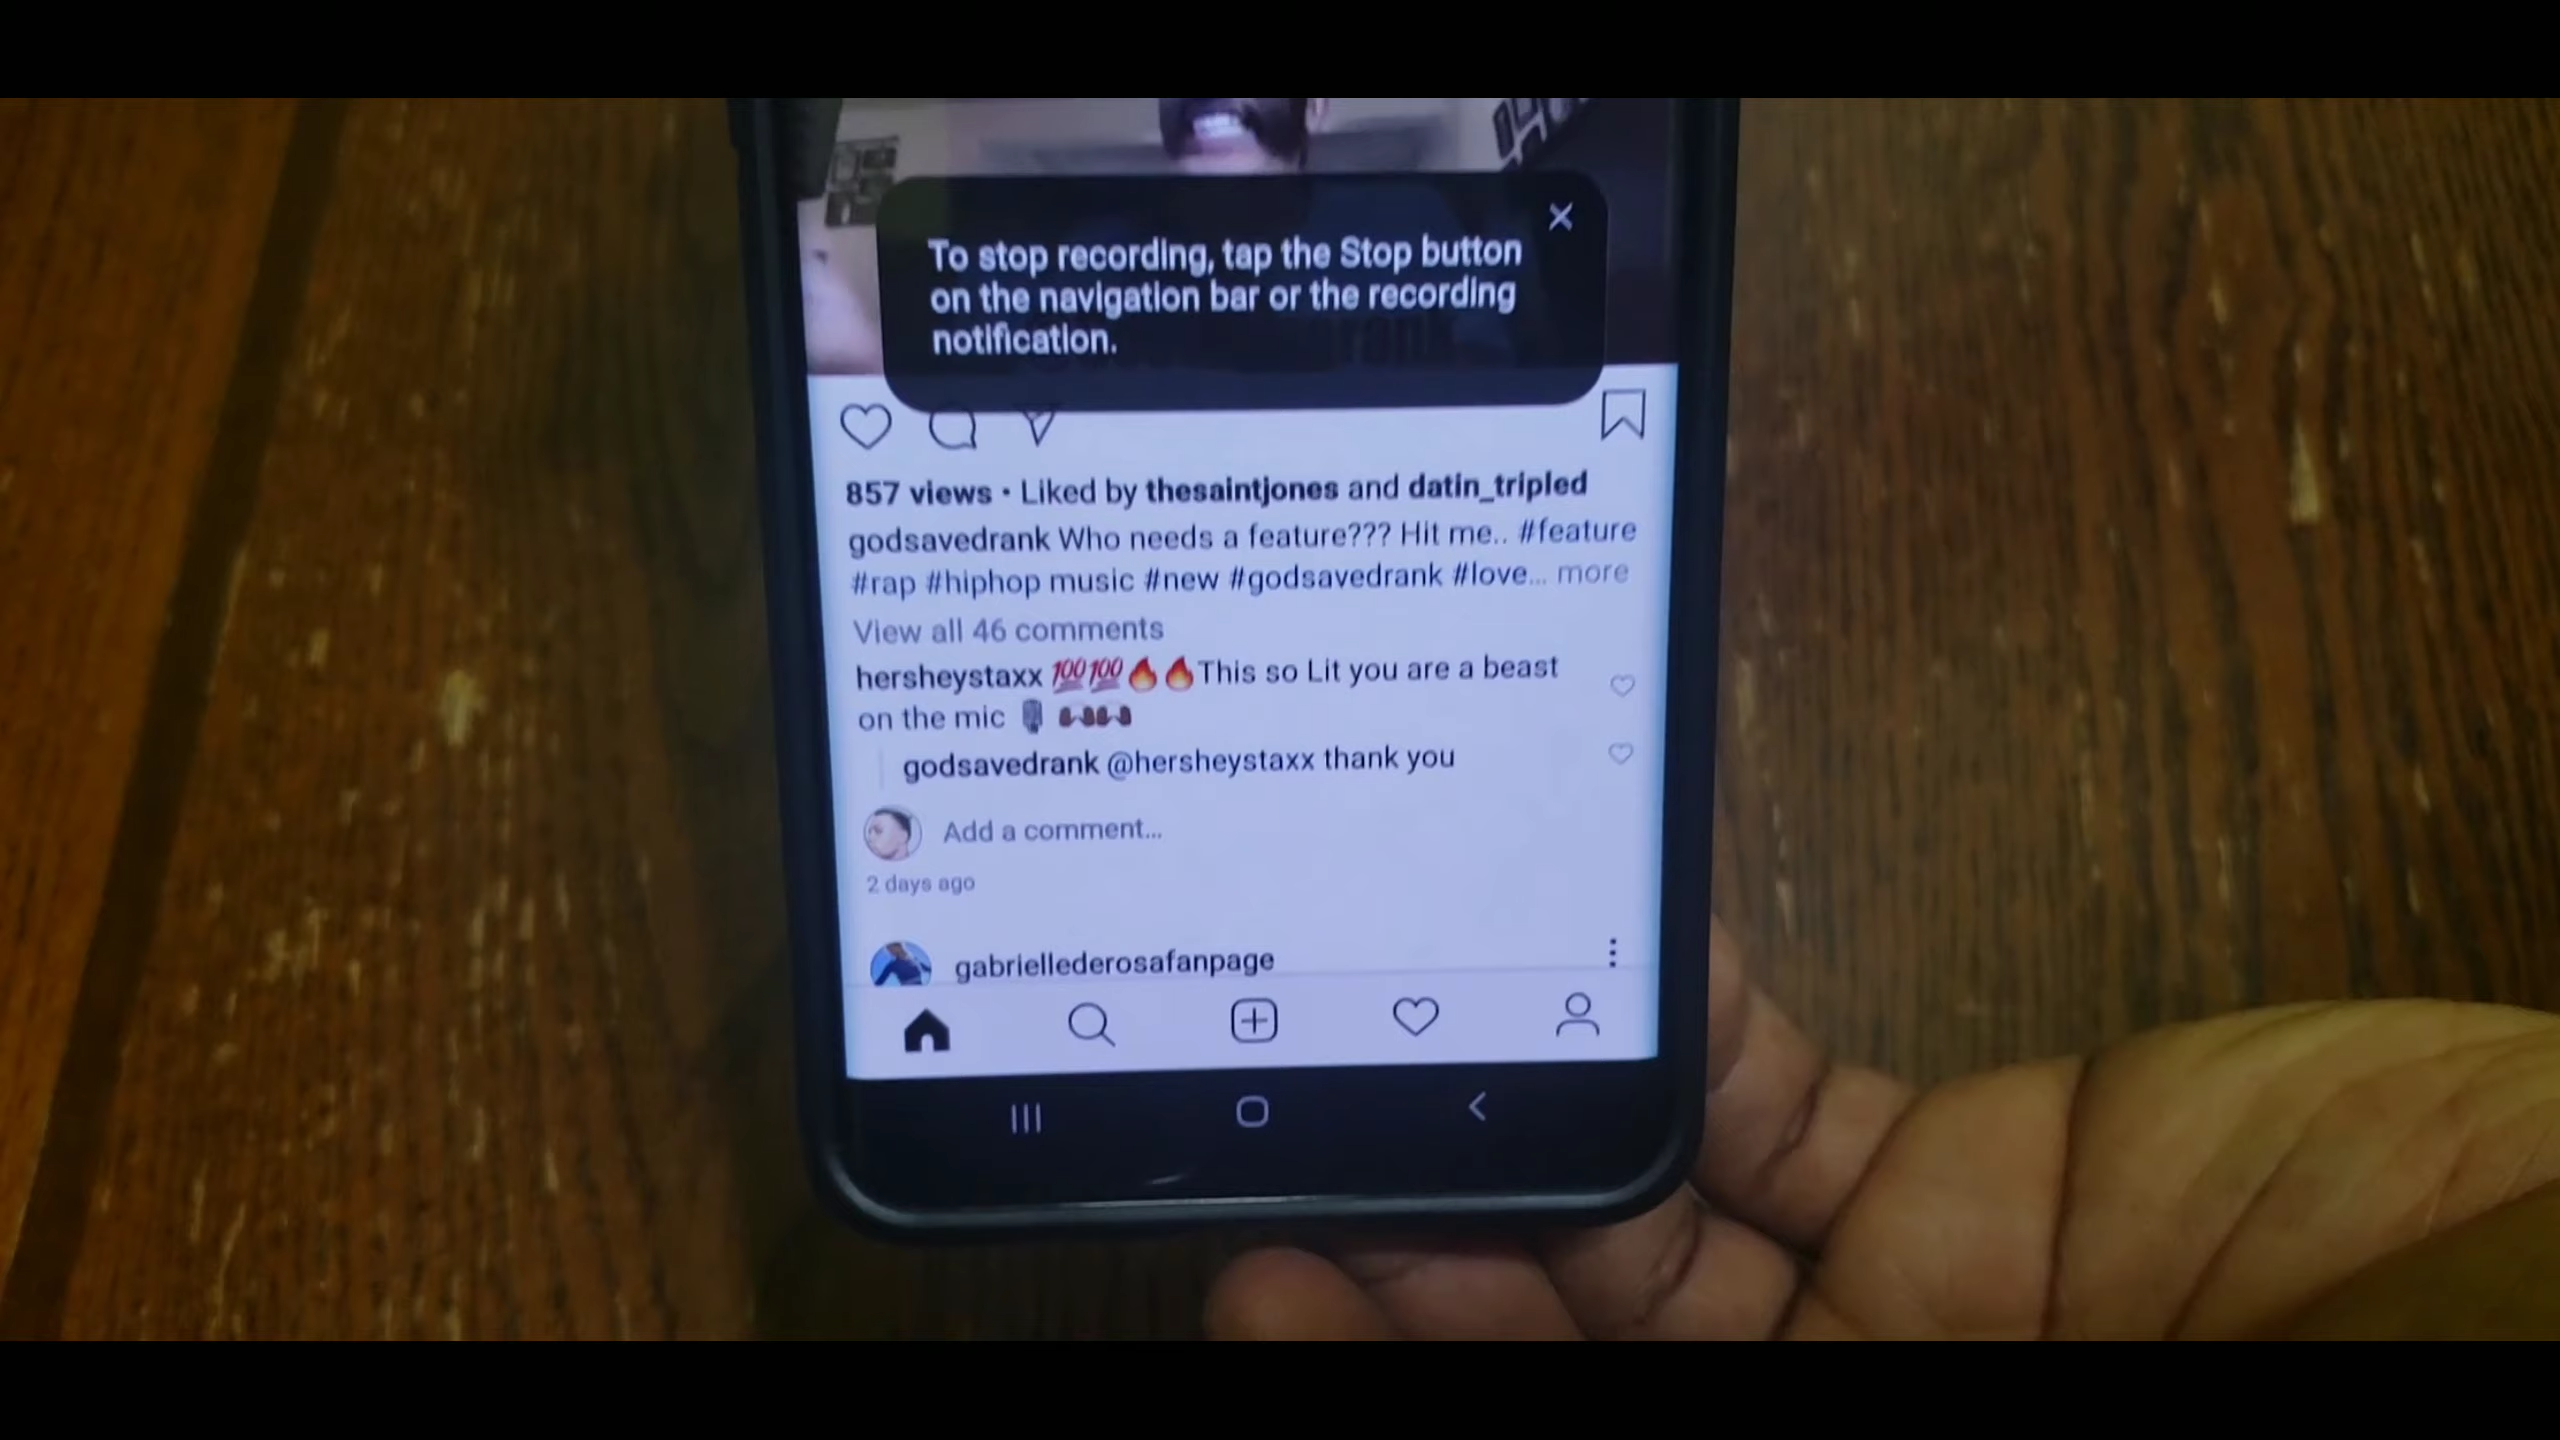 To stop recording, tap the Stop button
on the navigation bar or the recording
notification.
857 views • Liked by thesaintjones and datin_tripled
godsavedrank Who needs a feature??? Hit me.. #feature
#rap #hiphop music #new #godsavedrank #love... more
View all 46 comments
hersheystaxx 💯💯🔥🔥This so Lit you are a beast
on the mic 🎙
godsavedrank @hersheystaxx thank you
Add a comment...
2 days ago
gabriellederosafanpage